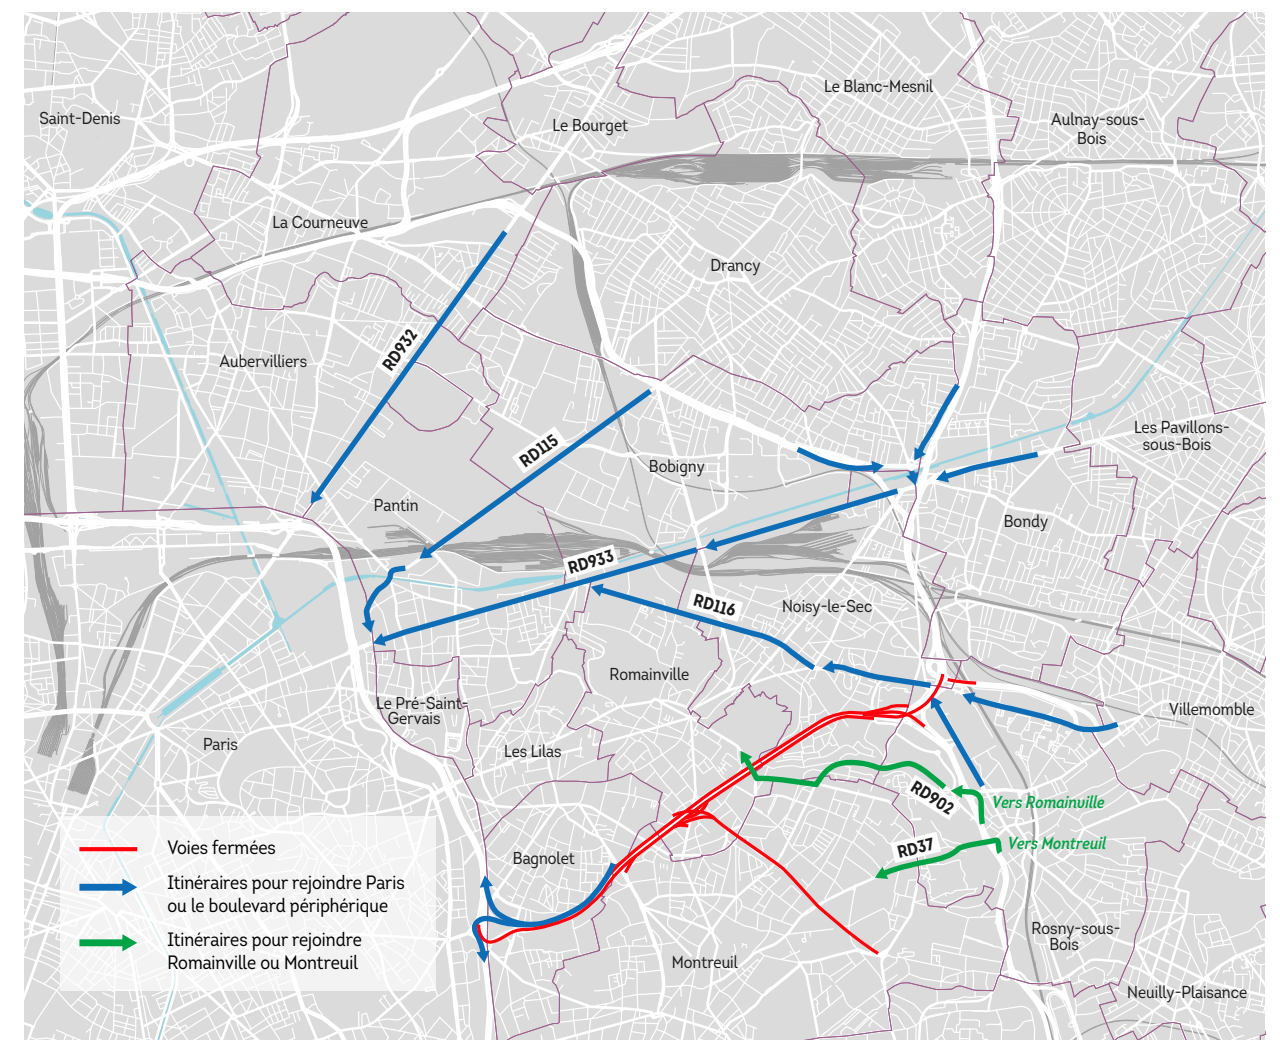 Le Blanc-Mesnil
Saint-Denis
Le Bourget
Aulnay-sous-
Bois
La Courneuve
Drancy
RD932
Aubervilliers
Les Pavillons-
sous-Bois
RD115
Bobigny
Pantin
Bondy
RD933
RD116
Noisy-le-Sec
Romainville
Le Pré-Saint-
Gervais
Villemomble
Paris
Les Lilas
RD902
Vers Romainville
RD37
Vers Montreuil
Bagnolet
Rosny-sous-
Bois
Montreuil
Neuilly-Plaisance
Voies fermées
Itinéraires pour rejoindre Paris
ou le boulevard périphérique
Itinéraires pour rejoindre
Romainville ou Montreuil